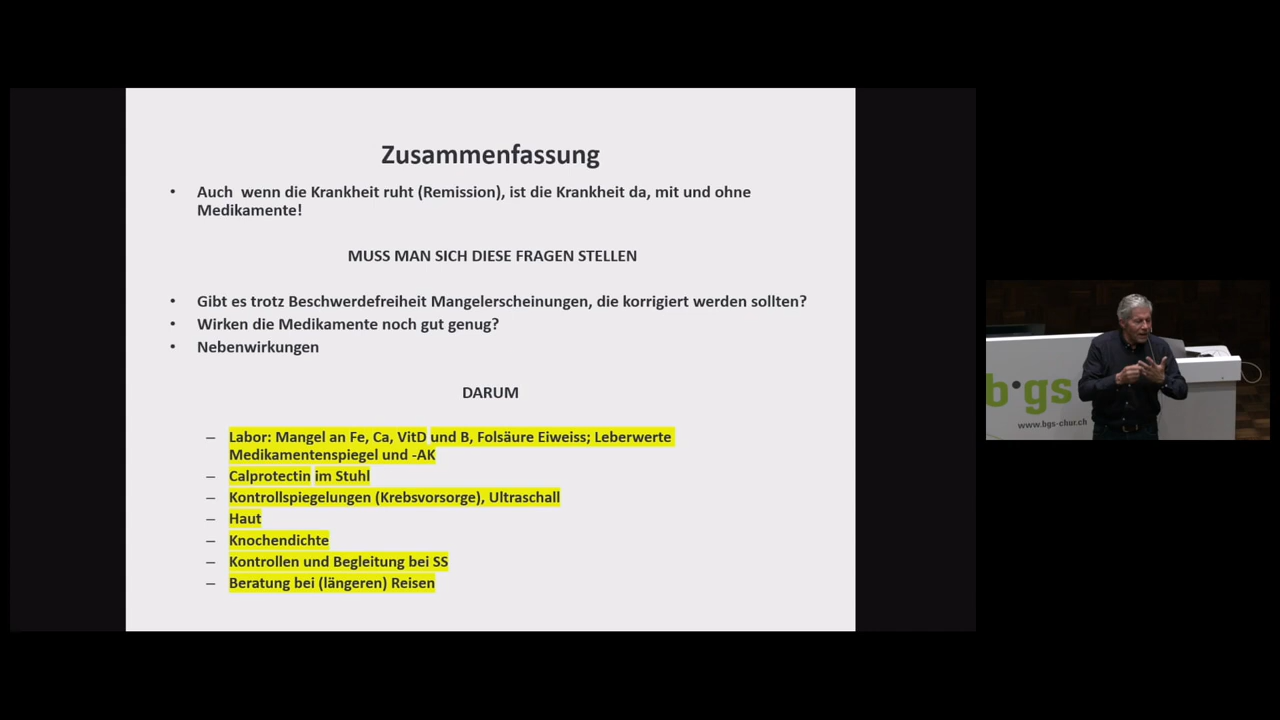 Zusammenfassung
• Auch wenn die Krankheit ruht (Remission), ist die Krankheit da, mit und ohne
Medikamente!
MUSS MAN SICH DIESE FRAGEN STELLEN
• Gibt es trotz Beschwerdefreiheit Mangelerscheinungen, die korrigiert werden sollten?
• Wirken die Medikamente noch gut genug?
• Nebenwirkungen
DARUM
– Labor: Mangel an Fe, Ca, VitD und B, Folsäure Eiweiss; Leberwerte
Medikamentenspiegel und -AK
– Calprotectin im Stuhl
– Kontrollspiegelungen (Krebsvorsorge), Ultraschall
– Haut
– Knochendichte
– Kontrollen und Begleitung bei SS
– Beratung bei (längeren) Reisen
b•gs
www.bgs-chur.ch